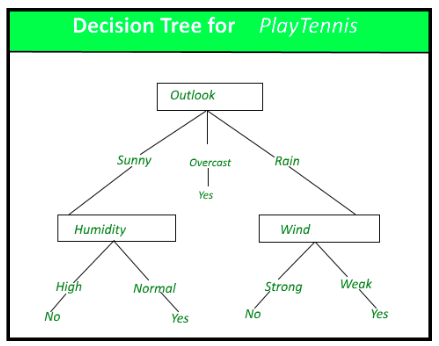 Decision Tree for PlayTennis
Outlook
Sunny Overcast Rain
Yes
Humidity Wind
High Normal Strong Weak
No Yes No Yes